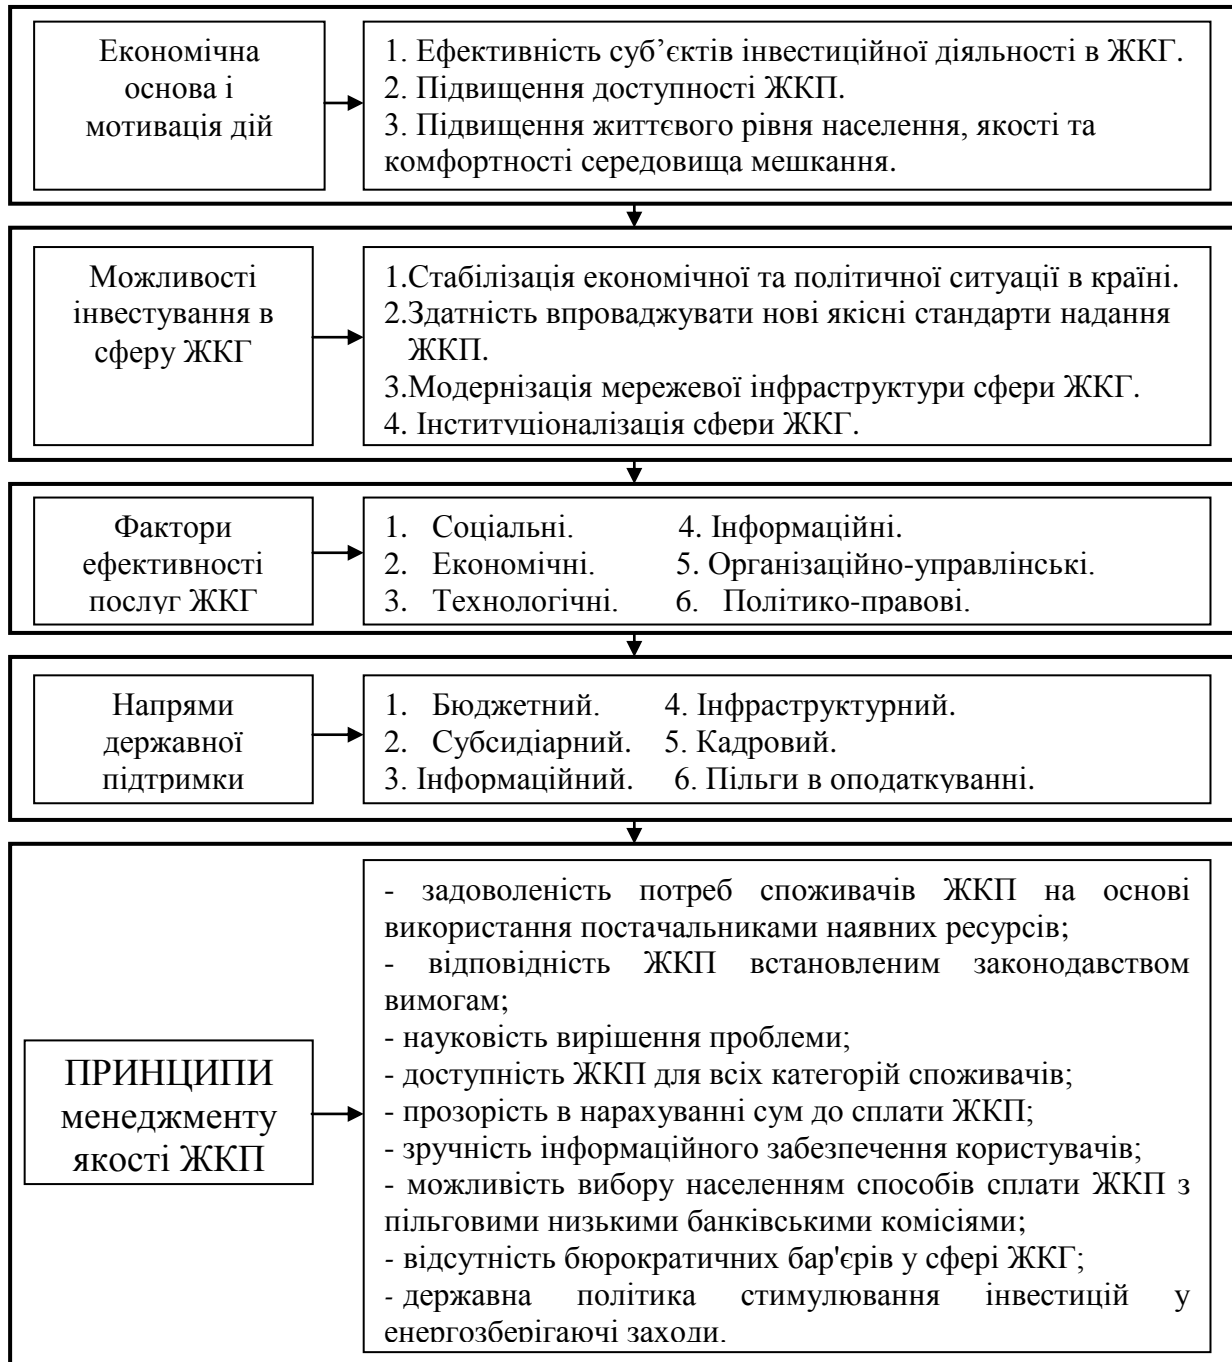 Економічна
основа і
мотивація дій
1. Ефективність суб’єктів інвестиційної діяльності в ЖКГ.
2. Підвищення доступності ЖКП.
3. Підвищення життєвого рівня населення, якості та
комфортності середовища мешкання.
Можливості
інвестування в
сферу ЖКГ
1.Стабілізація економічної та політичної ситуації в країні.
2.Здатність впроваджувати нові якісні стандарти надання
ЖКП.
3.Модернізація мережевої інфраструктури сфери ЖКГ.
4. Інституціоналізація сфери ЖКГ.
Фактори
ефективності
послуг ЖКГ
1. Соціальні. 4. Інформаційні.
2. Економічні. 5. Організаційно-управлінські.
3. Технологічні. 6. Політико-правові.
Напрями
державної
підтримки
1. Бюджетний. 4. Інфраструктурний.
2. Субсидіарний. 5. Кадровий.
3. Інформаційний. 6. Пільги в оподаткуванні.
ПРИНЦИПИ
менеджменту
якості ЖКП
- задоволеність потреб споживачів ЖКП на основі
використання постачальниками наявних ресурсів;
- відповідність ЖКП встановленим законодавством
вимогам;
- науковість вирішення проблеми;
- доступність ЖКП для всіх категорій споживачів;
- прозорість в нарахуванні сум до сплати ЖКП;
- зручність інформаційного забезпечення користувачів;
- можливість вибору населенням способів сплати ЖКП з
пільговими низькими банківськими комісіями;
- відсутність бюрократичних бар'єрів у сфері ЖКГ;
- державна політика стимулювання інвестицій у
енергозберігаючі заходи.